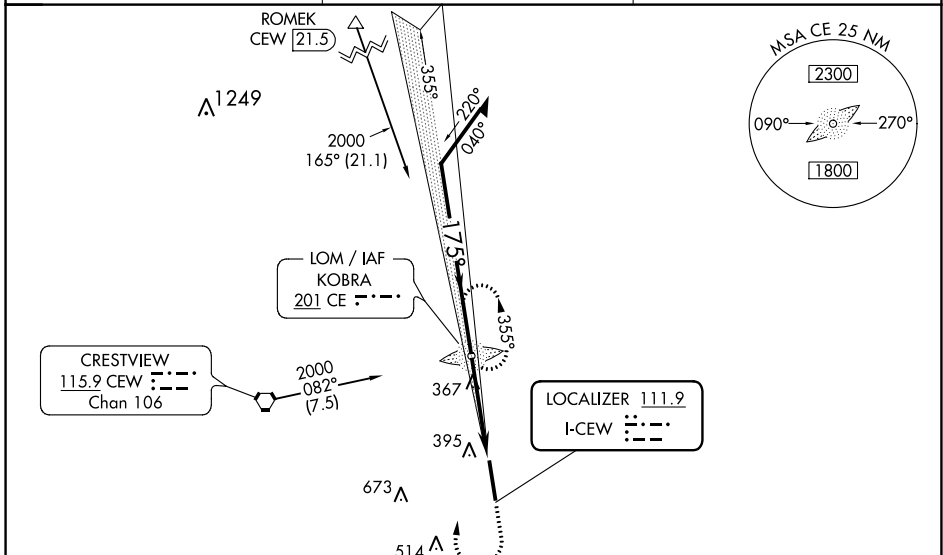 ROMEK
CEW 21.5
1249
2000
165° (21.1)
355°
220°
040°
175°
MSA CE 25 NM
2300
090°
270°
1800
LOM / IAF
KOBRA
201 CE
355°
CRESTVIEW
115.9 CEW
Chan 106
2000
082°
(7.5)
367
395
LOCALIZER 111.9
I-CEW
673
514